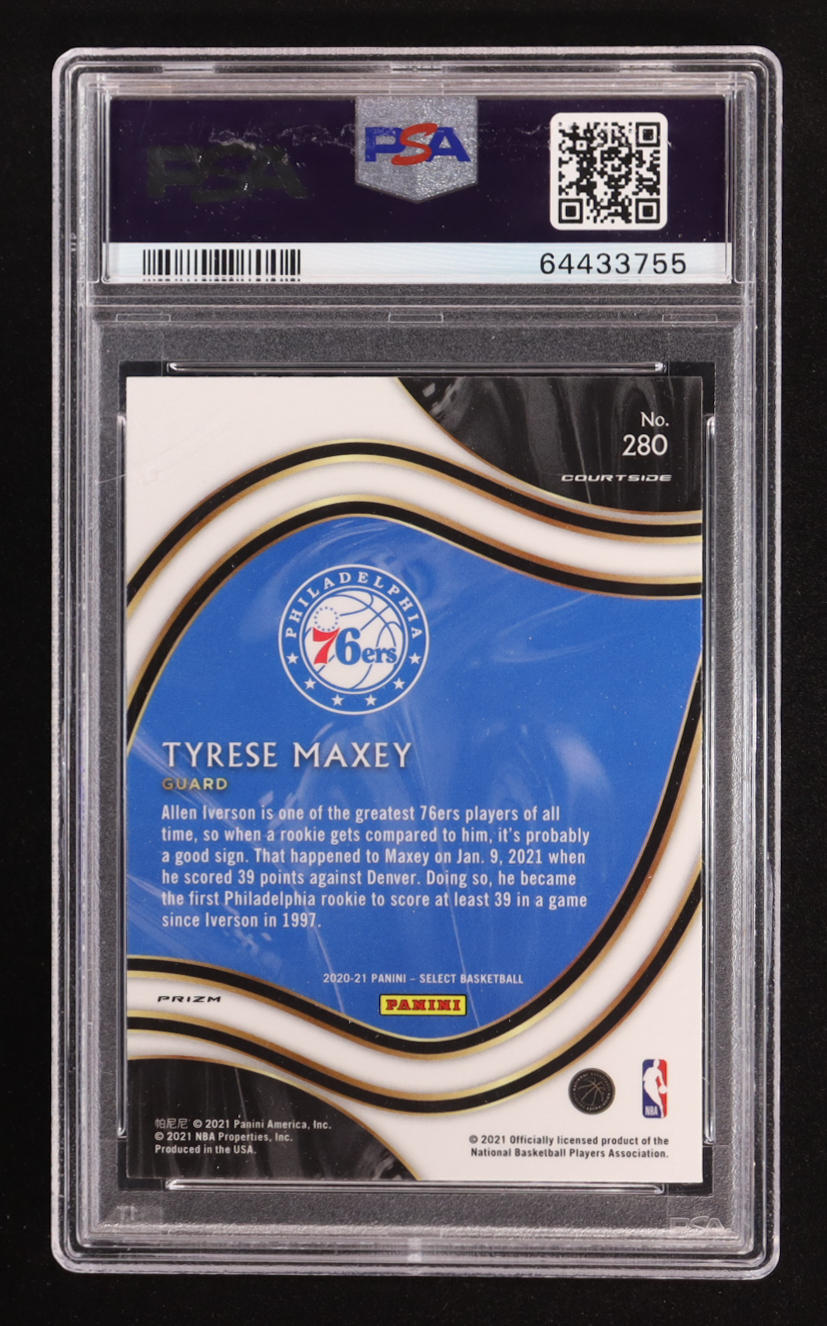 PSA
PSA
64433755
No.
280
COURTSIDE
PHILADELPHIA
76ers
TYRESE MAXEY
GUARD
Allen Iverson is one of the greatest 76ers players of all
time, so when a rookie gets compared to him, it's probably
a good sign. That happened to Maxey on Jan. 9, 2021 when
he scored 39 points against Denver. Doing so, he became
the first Philadelphia rookie to score at least 39 in a game
since Iverson in 1997.
2020-21 PANINI – SELECT BASKETBALL
PANINI
PRIZM
NBA
帕尼尼 © 2021 Panini America, Inc.
© 2021 NBA Properties, Inc.
Produced in the USA.
© 2021 Officially licensed product of the
National Basketball Players Association.
PSA